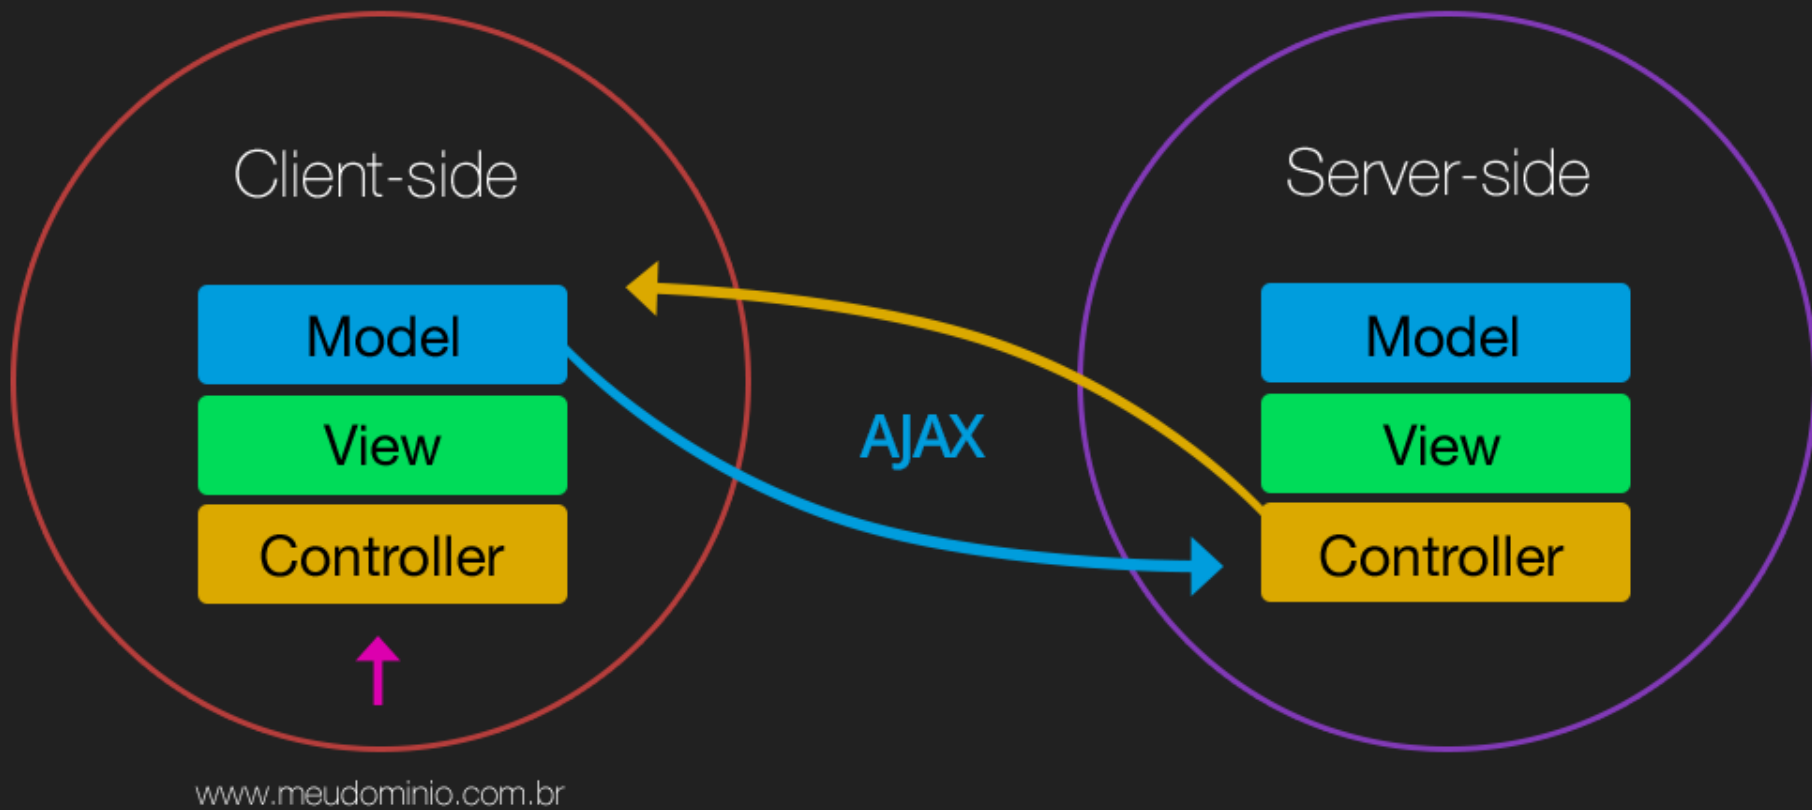 Client-side
Model
View
Controller
www.meudominio.com.br
AJAX
Server-side
Model
View
Controller